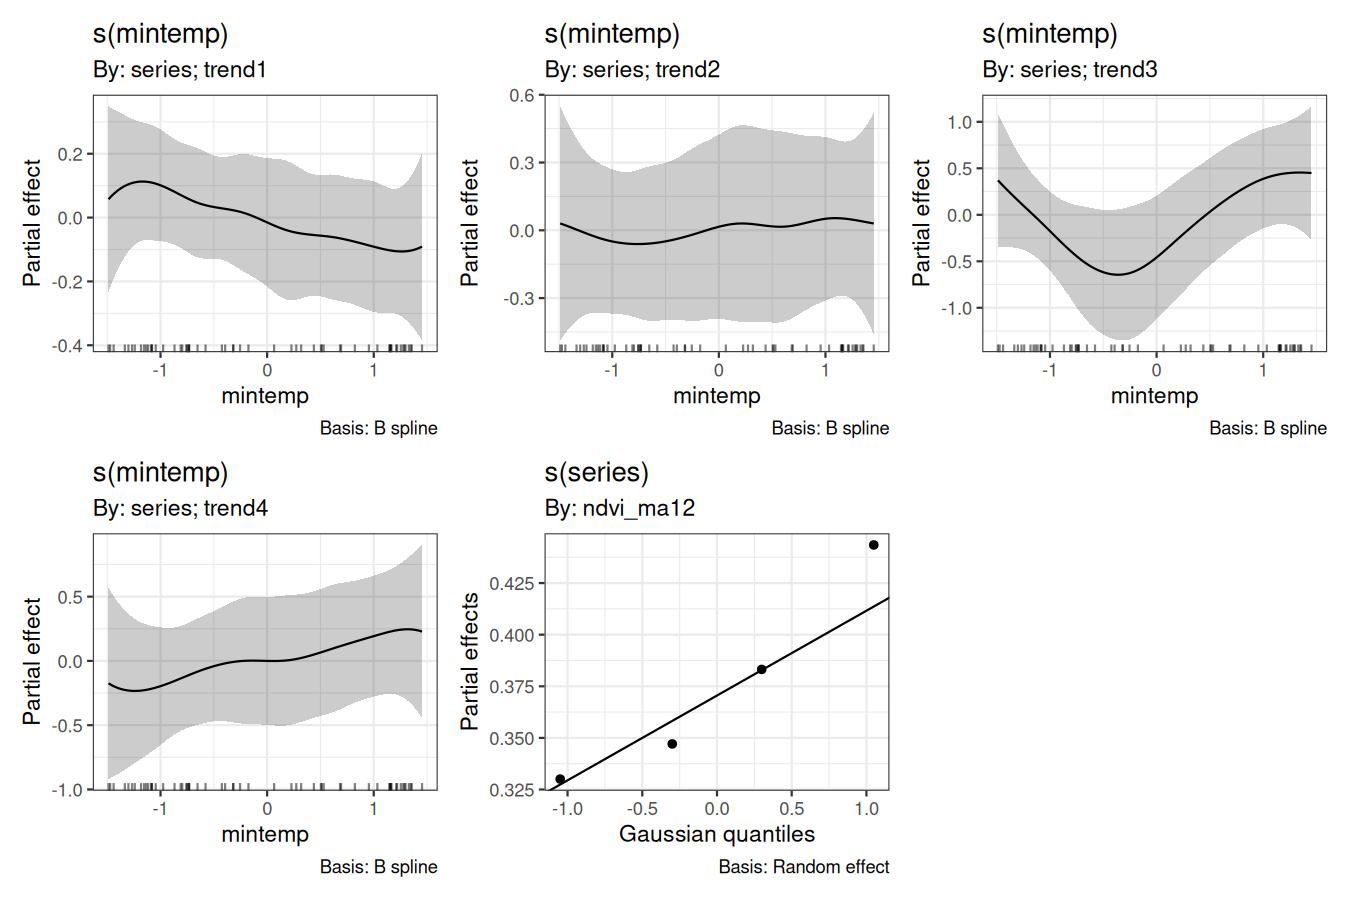 s(mintemp)
By: series; trend1
Partial effect
0.2
0.0
-0.2
-0.4
-1
0
1
mintemp
Basis: B spline
s(mintemp)
By: series; trend2
Partial effect
0.6
0.3
0.0
-0.3
-1
0
1
mintemp
Basis: B spline
s(mintemp)
By: series; trend3
Partial effect
1.0
0.5
0.0
-0.5
-1.0
-1
0
1
mintemp
Basis: B spline
s(mintemp)
By: series; trend4
Partial effect
0.5
0.0
-0.5
-1.0
-1
0
1
mintemp
Basis: B spline
s(series)
By: ndvi_ma12
Partial effects
0.425
0.400
0.375
0.350
0.325
-1.0
-0.5
0.0
0.5
1.0
Gaussian quantiles
Basis: Random effect